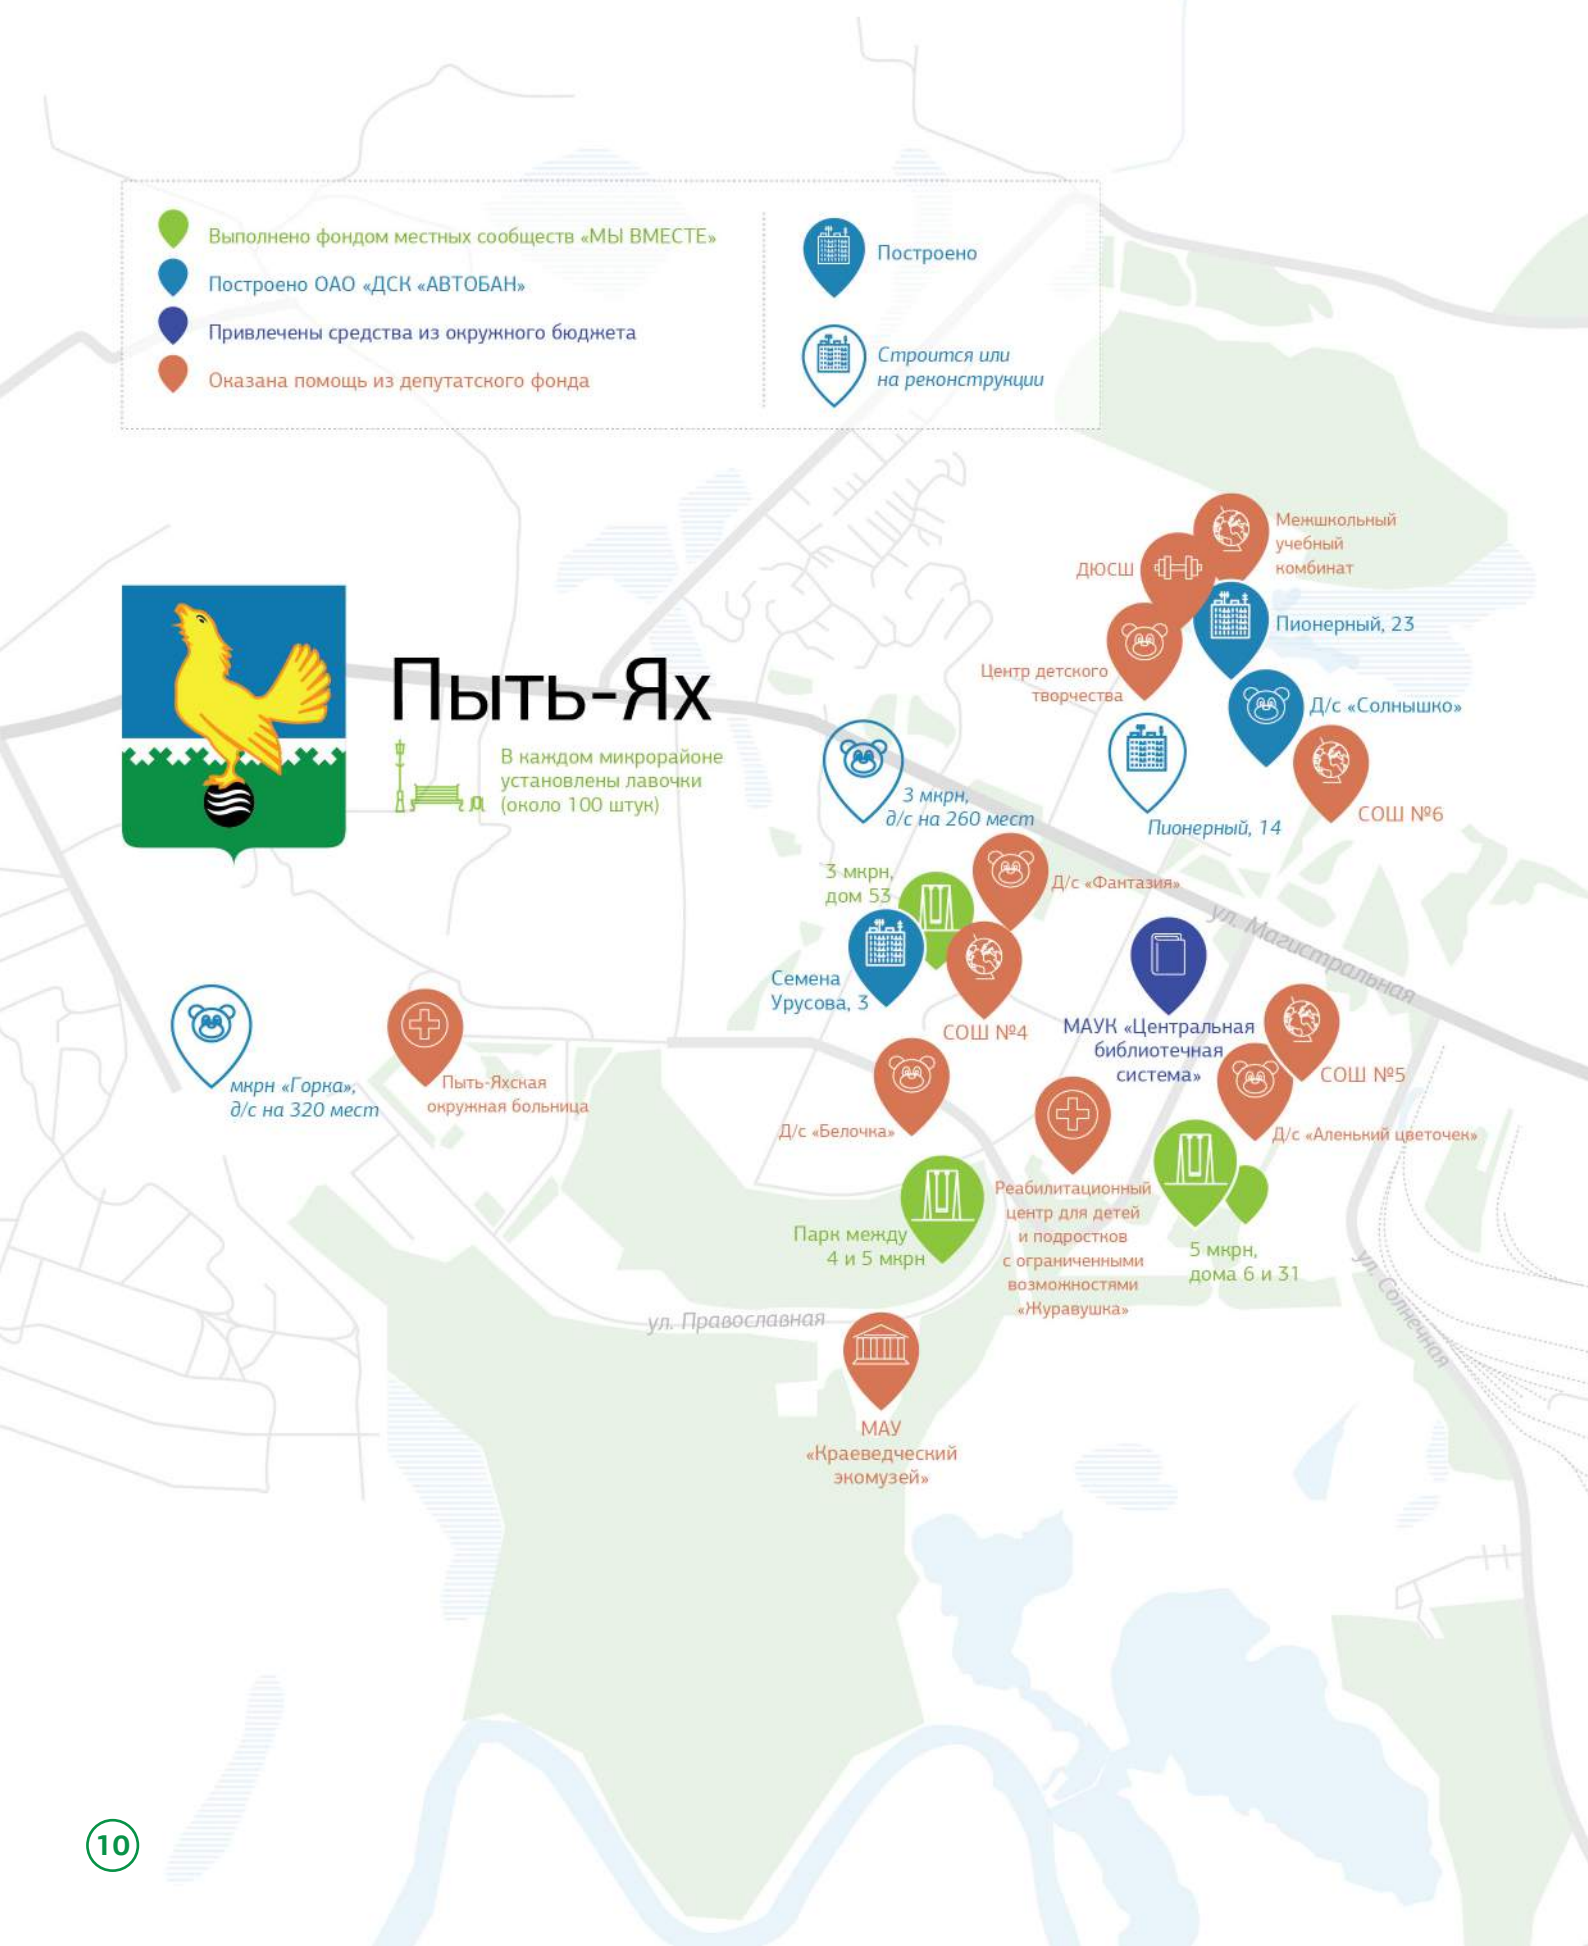 Выполнено фондом местных сообществ «МЫ ВМЕСТЕ»
Построено ОАО «ДСК «АВТОБАН»
Привлечены средства из окружного бюджета
Оказана помощь из депутатского фонда
Построено
Строится или
на реконструкции
Межшкольный
учебный
комбинат
ДЮСШ
Пионерный, 23
Центр детского
творчества
Д/с «Солнышко»
Пыть-Ях
В каждом микрорайоне
установлены лавочки
(около 100 штук)
3 мкрн,
д/с на 260 мест
Пионерный, 14
СОШ №6
3 мкрн,
дом 53
Д/с «Фантазия»
ул. Магистральная
Семена
Урусова, 3
СОШ №4
МАУК «Центральная
библиотечная
система»
СОШ №5
мкрн «Горка»,
д/с на 320 мест
Пыть-Яхская
окружная больница
Д/с «Белочка»
Д/с «Аленький цветочек»
Реабилитационный
центр для детей
и подростков
с ограниченными
возможностями
«Журавушка»
Парк между
4 и 5 мкрн
5 мкрн,
дома 6 и 31
ул. Солнечная
ул. Православная
МАУ
«Краеведческий
экомузей»
10